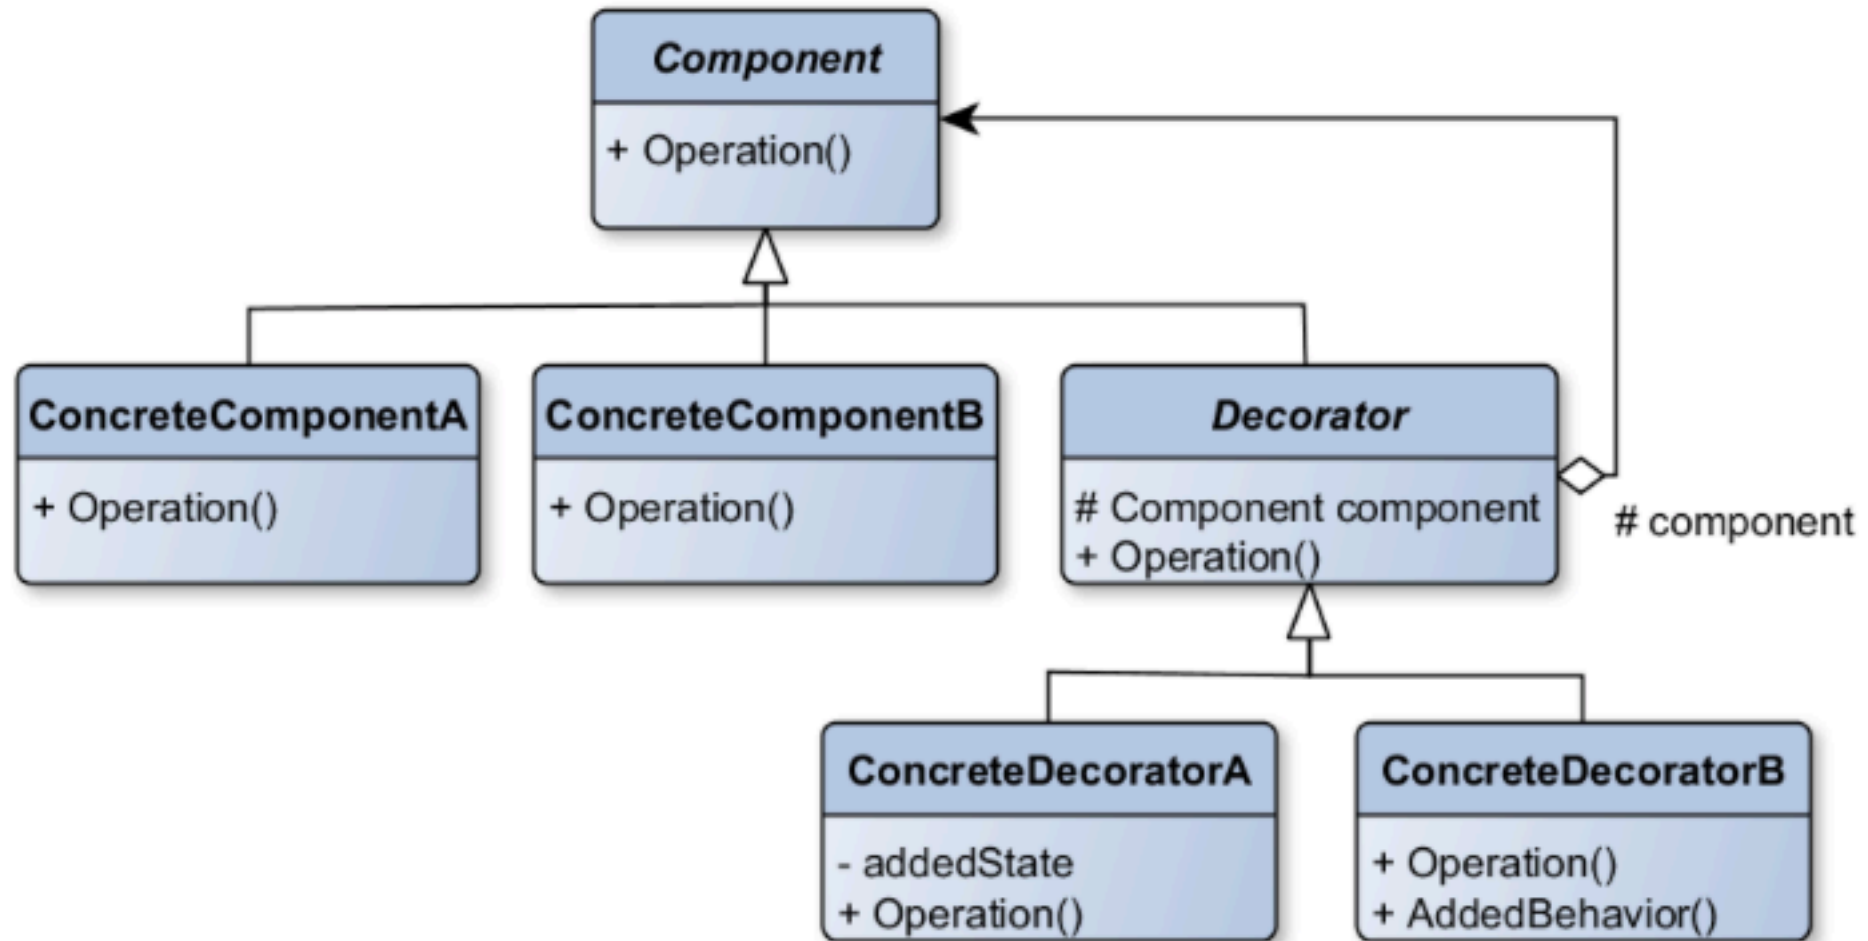 Component
+ Operation()
ConcreteComponentA
+ Operation()
ConcreteComponentB
+ Operation()
Decorator
# Component component
+ Operation()
# component
ConcreteDecoratorA
- addedState
+ Operation()
ConcreteDecoratorB
+ Operation()
+ AddedBehavior()